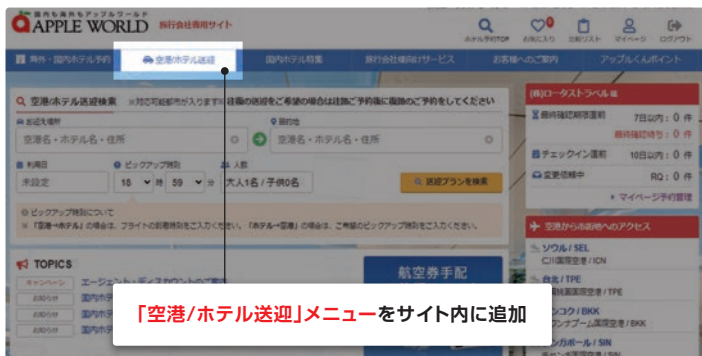 国内も海外もアップルワールド
APPLE WORLD 旅行会社専用サイト
ホテル予約TOP お気に入り 比較リスト マイページ ログアウト
海外・国内ホテル予約 空港/ホテル送迎 国内ホテル特集 旅行会社様向けサービス お客様へのご案内 アップルくんポイント
空港/ホテル送迎検索 ※対応可能都市が入ります※ 往復の送迎をご希望の場合は往路ご予約後に復路のご予約をしてください
お迎え場所 目的地
空港名・ホテル名・住所 空港名・ホテル名・住所
利用日 ピックアップ時刻 人数
未設定 18 時 59 分 大人1名/子供0名 送迎プランを検索
ピックアップ時刻について
※「空港→ホテル」の場合は、フライトの到着時刻をご入力ください。「ホテル→空港」の場合は、ご希望のピックアップ時刻をご入力ください。
(株)ロータストラベル 様
最終確認期限直前 7日以内: 0 件
最終確認待ち: 0 件
チェックイン直前 10日以内: 0 件
変更依頼中 RQ: 0 件
マイページ予約管理
空港から市街地へのアクセス
ソウル / SEL
仁川国際空港 / ICN
台北 / TPE
桃園国際空港 / TPE
コク / BKK
ンナプーム国際空港 / BKK
ンガポール / SIN
TOPICS
キャンペーン エージェント・ディスカウントのご案内
お知らせ 国内ホテ
お知らせ 国内ホテ
お知らせ 国内ホテ
航空券手配
「空港/ホテル送迎」メニューをサイト内に追加